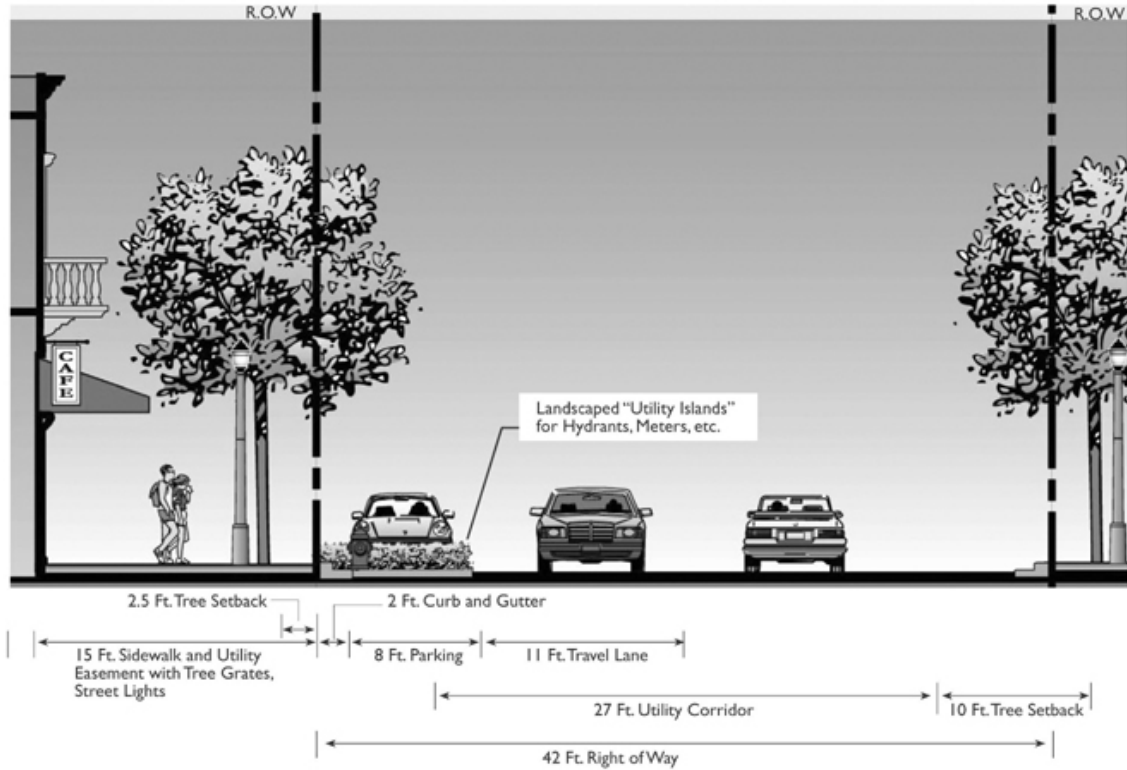 R.O.W
R.O.W
CAFE
Landscaped “Utility Islands”
for Hydrants, Meters, etc.
2.5 Ft. Tree Setback
2 Ft. Curb and Gutter
15 Ft. Sidewalk and Utility
Easement with Tree Grates,
Street Lights
8 Ft. Parking
11 Ft. Travel Lane
27 Ft. Utility Corridor
10 Ft. Tree Setback
42 Ft. Right of Way